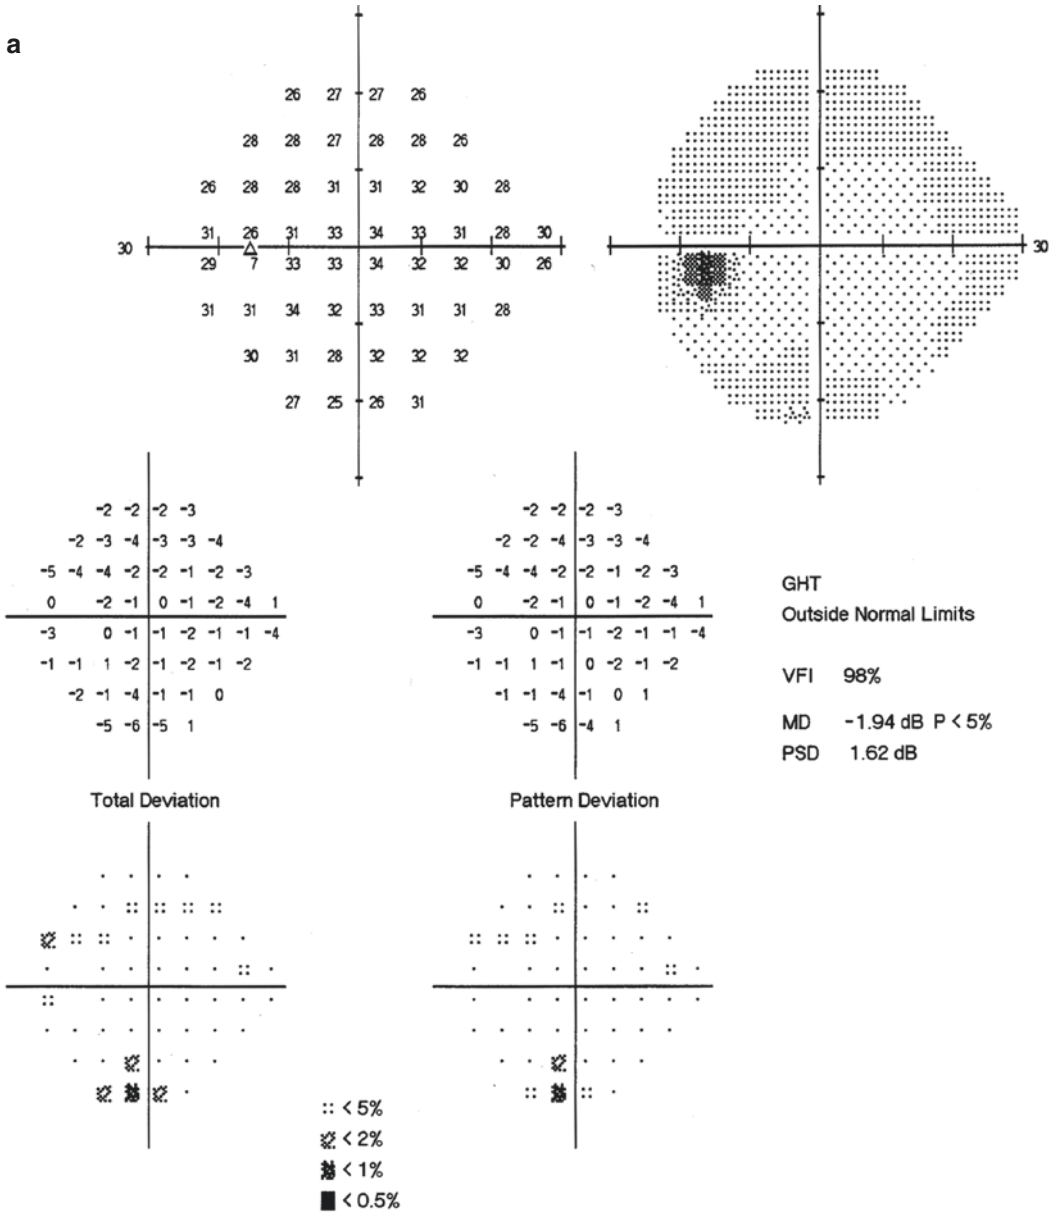 a
26 27 27 26
28 28 27 28 28 26
26 28 28 31 31 32 30 28
31 26 31 33 34 33 31 28 30
30
30
29 7 33 33 34 32 32 30 26
31 31 34 32 33 31 31 28
30 31 28 32 32 32
27 25 26 31
-2 -2 -2 -3
-2 -3 -4 -3 -3 -4
-5 -4 -4 -2 -2 -1 -2 -3
0 -2 -1 0 -1 -2 -4 1
-3 0 -1 -1 -2 -1 -1 -4
-1 -1 1 -2 -1 -2 -1 -2
-2 -1 -4 -1 -1 0
-5 -6 -5 1
Total Deviation
-2 -2 -2 -3
-2 -2 -4 -3 -3 -4
-5 -4 -4 -2 -2 -1 -2 -3
0 -2 -1 0 -1 -2 -4 1
-3 0 -1 -1 -2 -1 -1 -4
-1 -1 1 -1 0 -2 -1 -2
-1 -1 -4 -1 0 1
-5 -6 -4 1
Pattern Deviation
GHT
Outside Normal Limits
VFI 98%
MD -1.94 dB P < 5%
PSD 1.62 dB
< 5%
< 2%
< 1%
< 0.5%